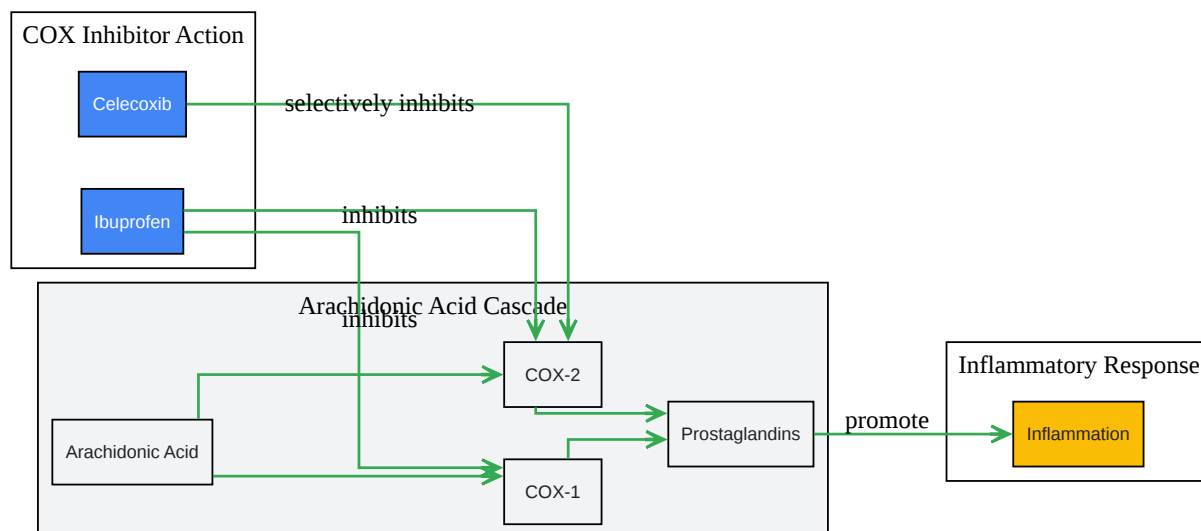 COX Inhibitor Action
Celecoxib
selectively inhibits
Ibuprofen
inhibits
Arachidonic Acid Cascade
inhibits
COX-2
Inflammatory Response
Arachidonic Acid
Prostaglandins
promote
Inflammation
COX-1